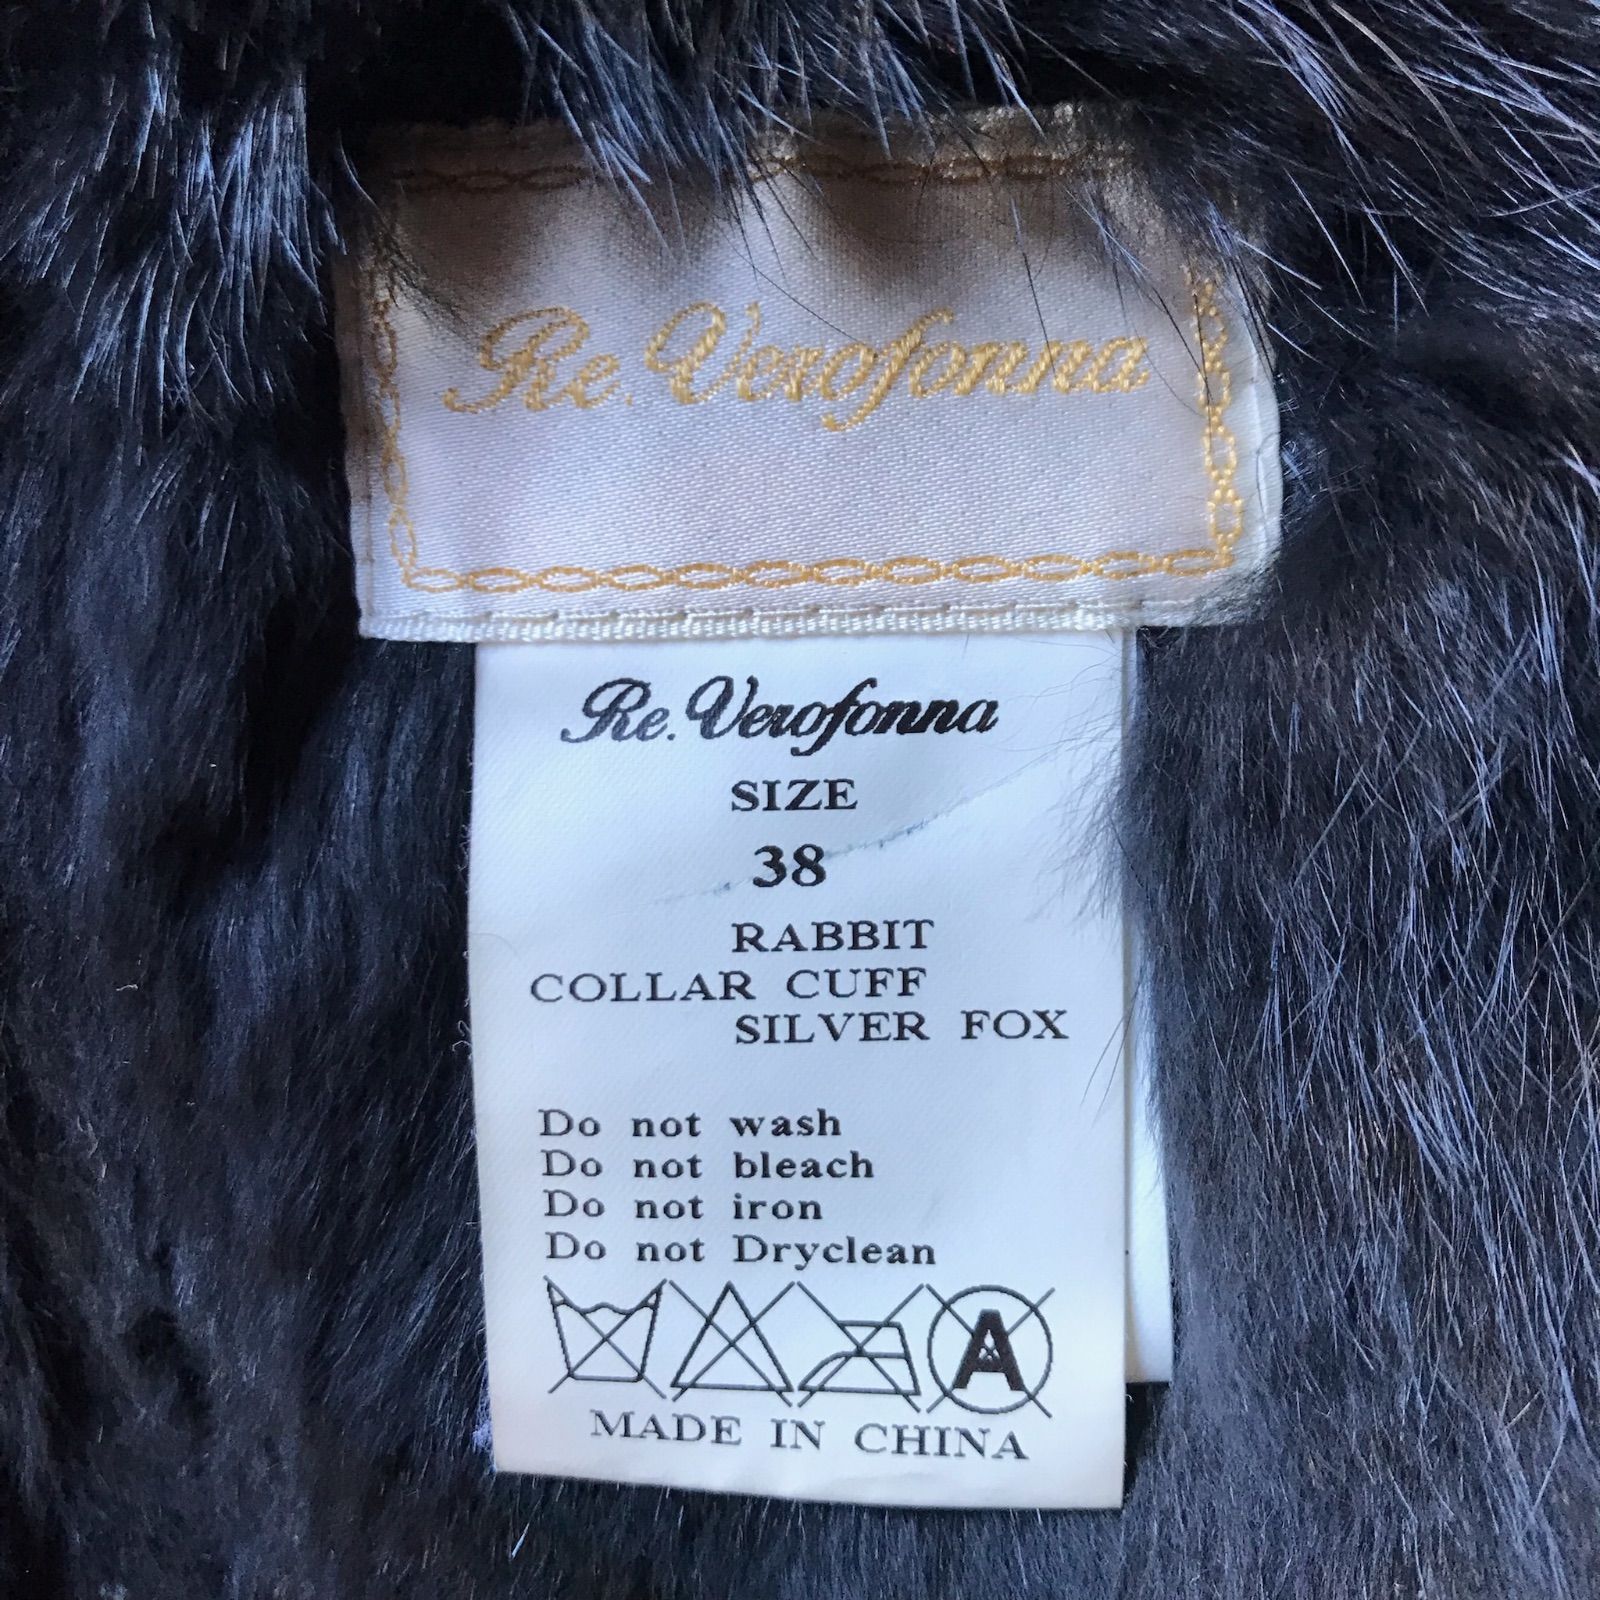 Re. Verofonna
Re. Verofonna
SIZE
38
RABBIT
COLLAR CUFF
SILVER FOX
Do not wash
Do not bleach
Do not iron
Do not Dryclean
A
MADE IN CHINA